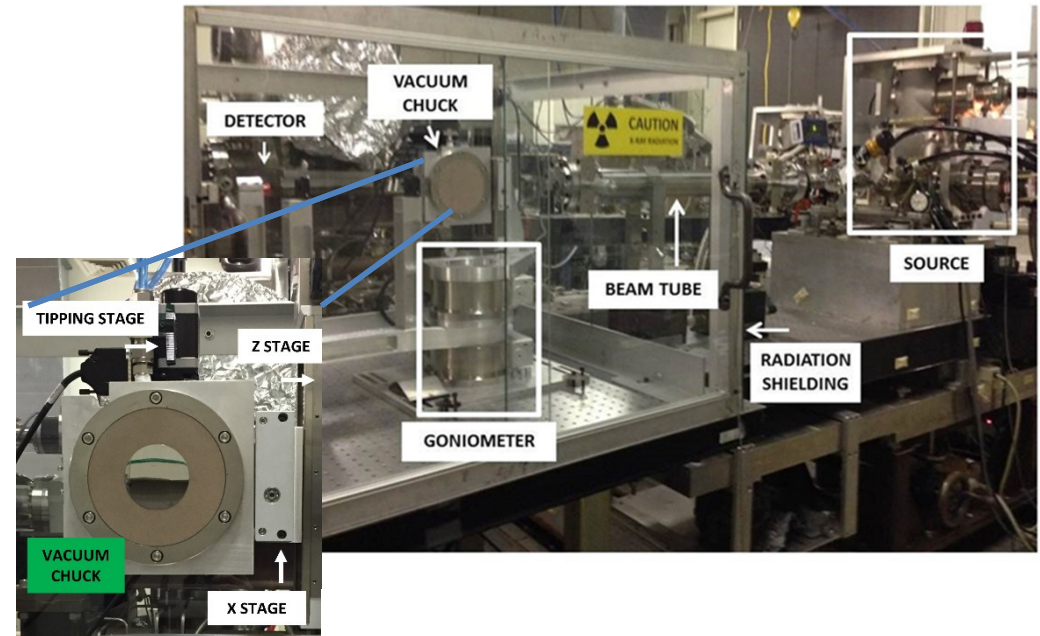 VACUUM
CHUCK
DETECTOR
CAUTION
X-RAY RADIATION
SOURCE
BEAM TUBE
TIPPING STAGE
Z STAGE
RADIATION
SHIELDING
GONIOMETER
VACUUM
CHUCK
X STAGE